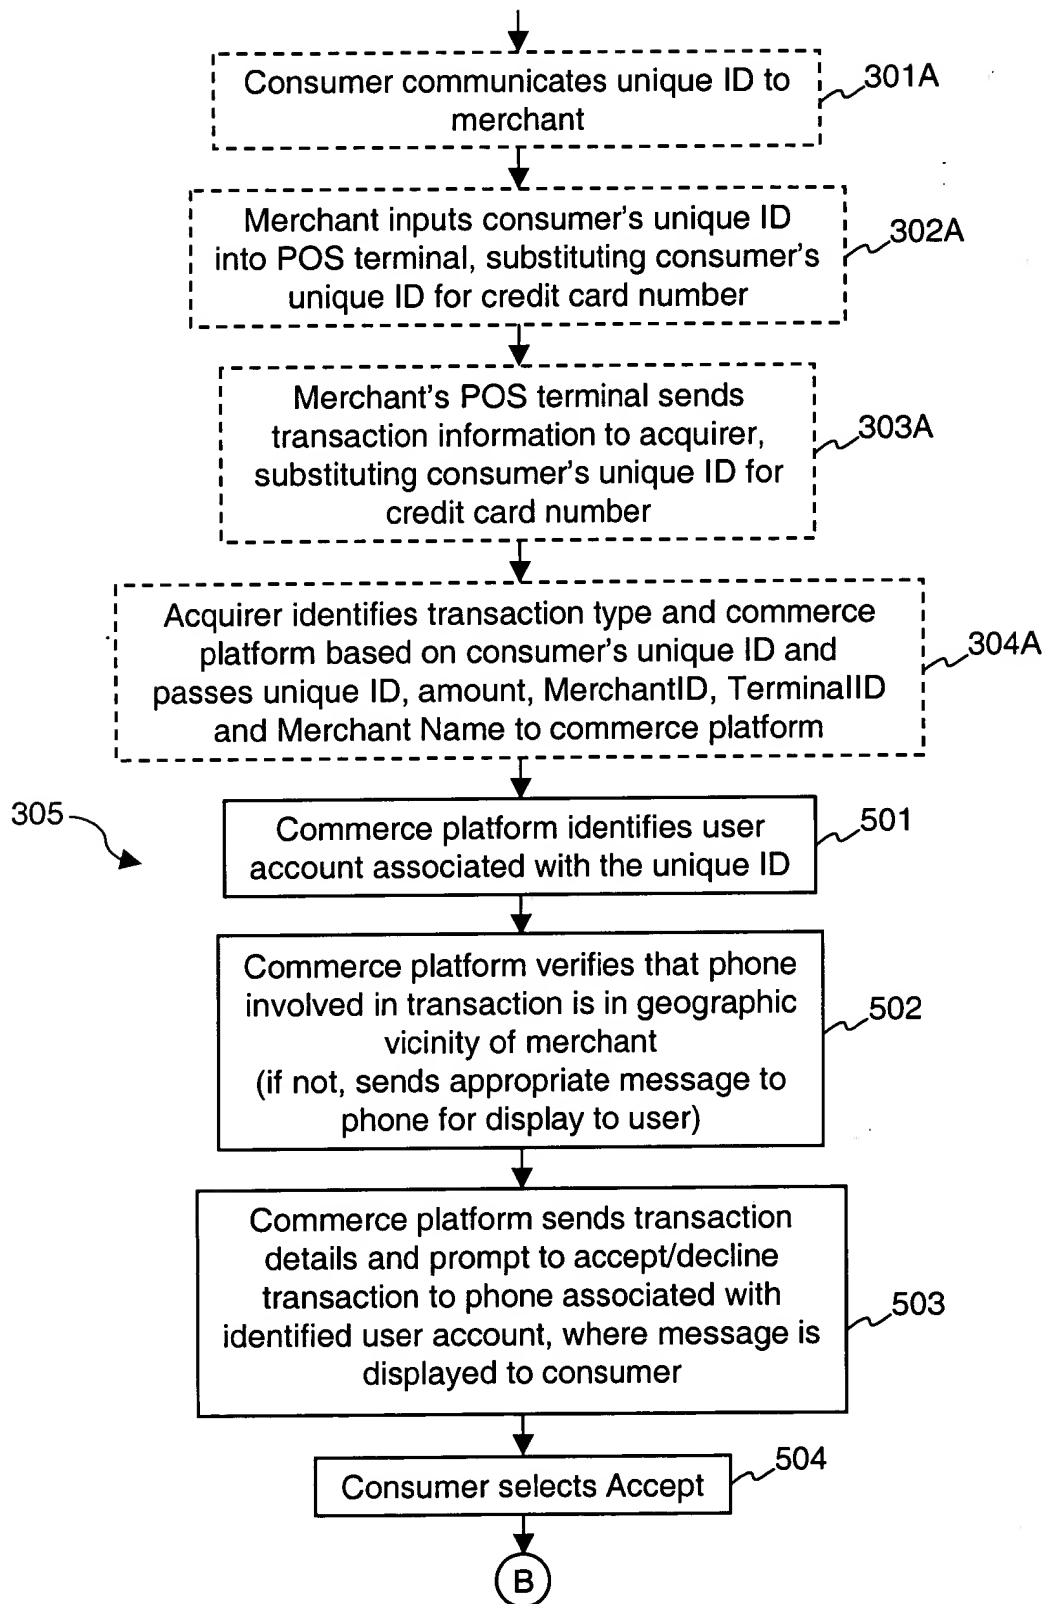 Consumer communicates unique ID to
merchant
301A
Merchant inputs consumer's unique ID
into POS terminal, substituting consumer's
unique ID for credit card number
302A
Merchant's POS terminal sends
transaction information to acquirer,
substituting consumer's unique ID for
credit card number
303A
Acquirer identifies transaction type and commerce
platform based on consumer's unique ID and
passes unique ID, amount, MerchantID, TerminalID
and Merchant Name to commerce platform
304A
305
Commerce platform identifies user
account associated with the unique ID
501
Commerce platform verifies that phone
involved in transaction is in geographic
vicinity of merchant
(if not, sends appropriate message to
phone for display to user)
502
Commerce platform sends transaction
details and prompt to accept/decline
transaction to phone associated with
identified user account, where message is
displayed to consumer
503
Consumer selects Accept
504
B